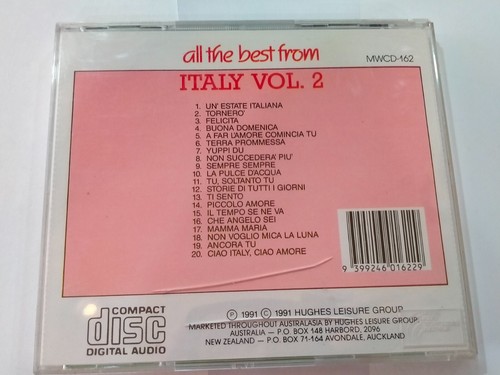 all the best from
MWCD-162
ITALY VOL. 2
1. UN' ESTATE ITALIANA
2. TORNERO'
3. FELICITA
4. BUONA DOMENICA
5. A FAR L'AMORE COMINCIA TU
6. TERRA PROMMESSA
7. YUPPI DU
8. NON SUCCEDERA' PIU'
9. SEMPRE SEMPRE
10. LA PULCE D'ACQUA
11. TU, SOLTANTO TU
12. STORIE DI TUTTI I GIORNI
13. TI SENTO
14. PICCOLO AMORE
15. IL TEMPO SE NE VA
16. CHE ANGELO SEI
17. MAMMA MARIA
18. NON VOGLIO MICA LA LUNA
19. ANCORA TU
20. CIAO ITALY, CIAO AMORE
9 399246 016229
COMPACT
disc
DIGITAL AUDIO
Ⓟ 1991 © 1991 HUGHES LEISURE GROUP
MARKETED THROUGHOUT AUSTRALASIA BY HUGHES LEISURE GROUP
AUSTRALIA – P.O. BOX 148 HARBORD, 2096
NEW ZEALAND – P.O. BOX 71-164 AVONDALE, AUCKLAND